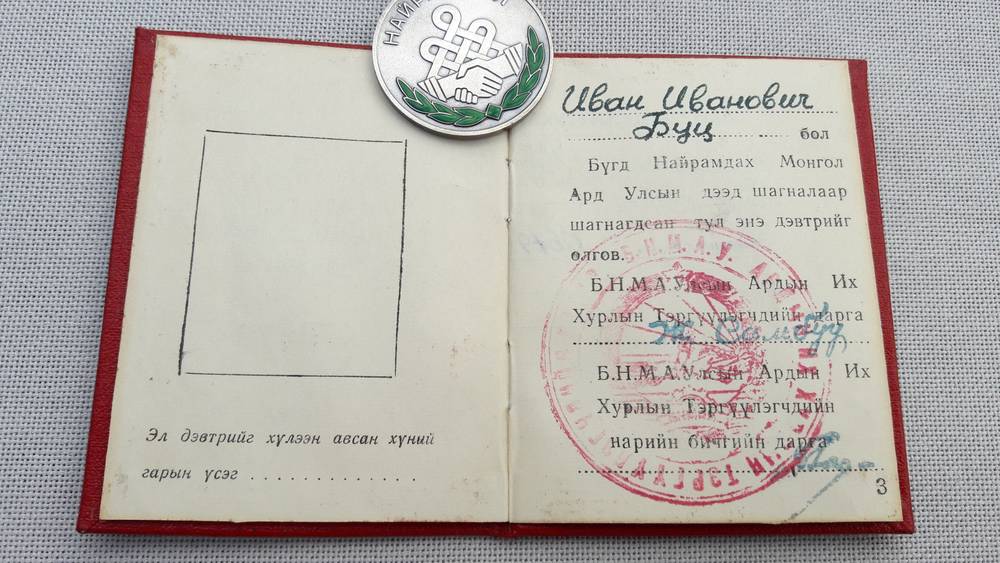 Эл дэвтрийг хүлээн авсан хүний
гарын үсэг . . . . . . . . . . . . . .
Иван Иванович
Буц бол
Бүгд Найрамдах Монгол
Ард Улсын дээд шагналаар
шагнагдсан тул энэ дэвтрийг
олгов.
Б.Н.М.А.Улсын Ардын Их
Хурлын Тэргүүлэгчдийн дарга
Б.Н.М.А.Улсын Ардын Их
Хурлын Тэргүүлэгчдийн
нарийн бичгийн дарга
3